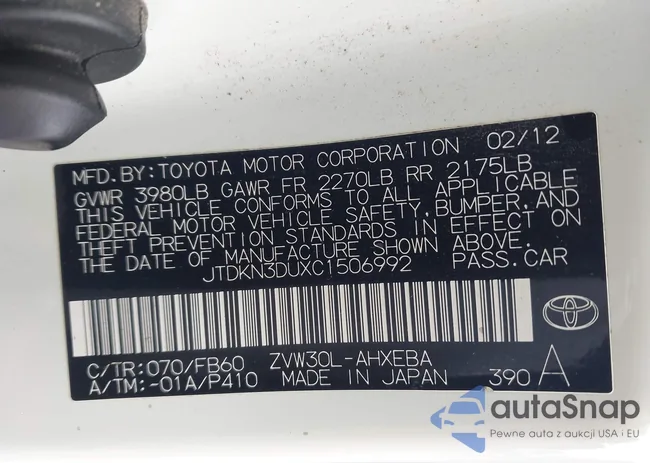 MFD.BY:TOYOTA MOTOR CORPORATION 02/12
GVWR 3980LB GAWR FR 2270LB RR 2175LB
THIS VEHICLE CONFORMS TO ALL APPLICABLE
FEDERAL MOTOR VEHICLE SAFETY,BUMPER,AND
THEFT PREVENTION STANDARDS IN EFFECT ON
THE DATE OF MANUFACTURE SHOWN ABOVE.
JTDKN3DUXC1506992 PASS.CAR
C/TR:070/FB60 ZVW30L-AHXEBA
A/TM:-01A/P410 MADE IN JAPAN 390 A
autaSnap
Pewne auta z aukcji USA i EU